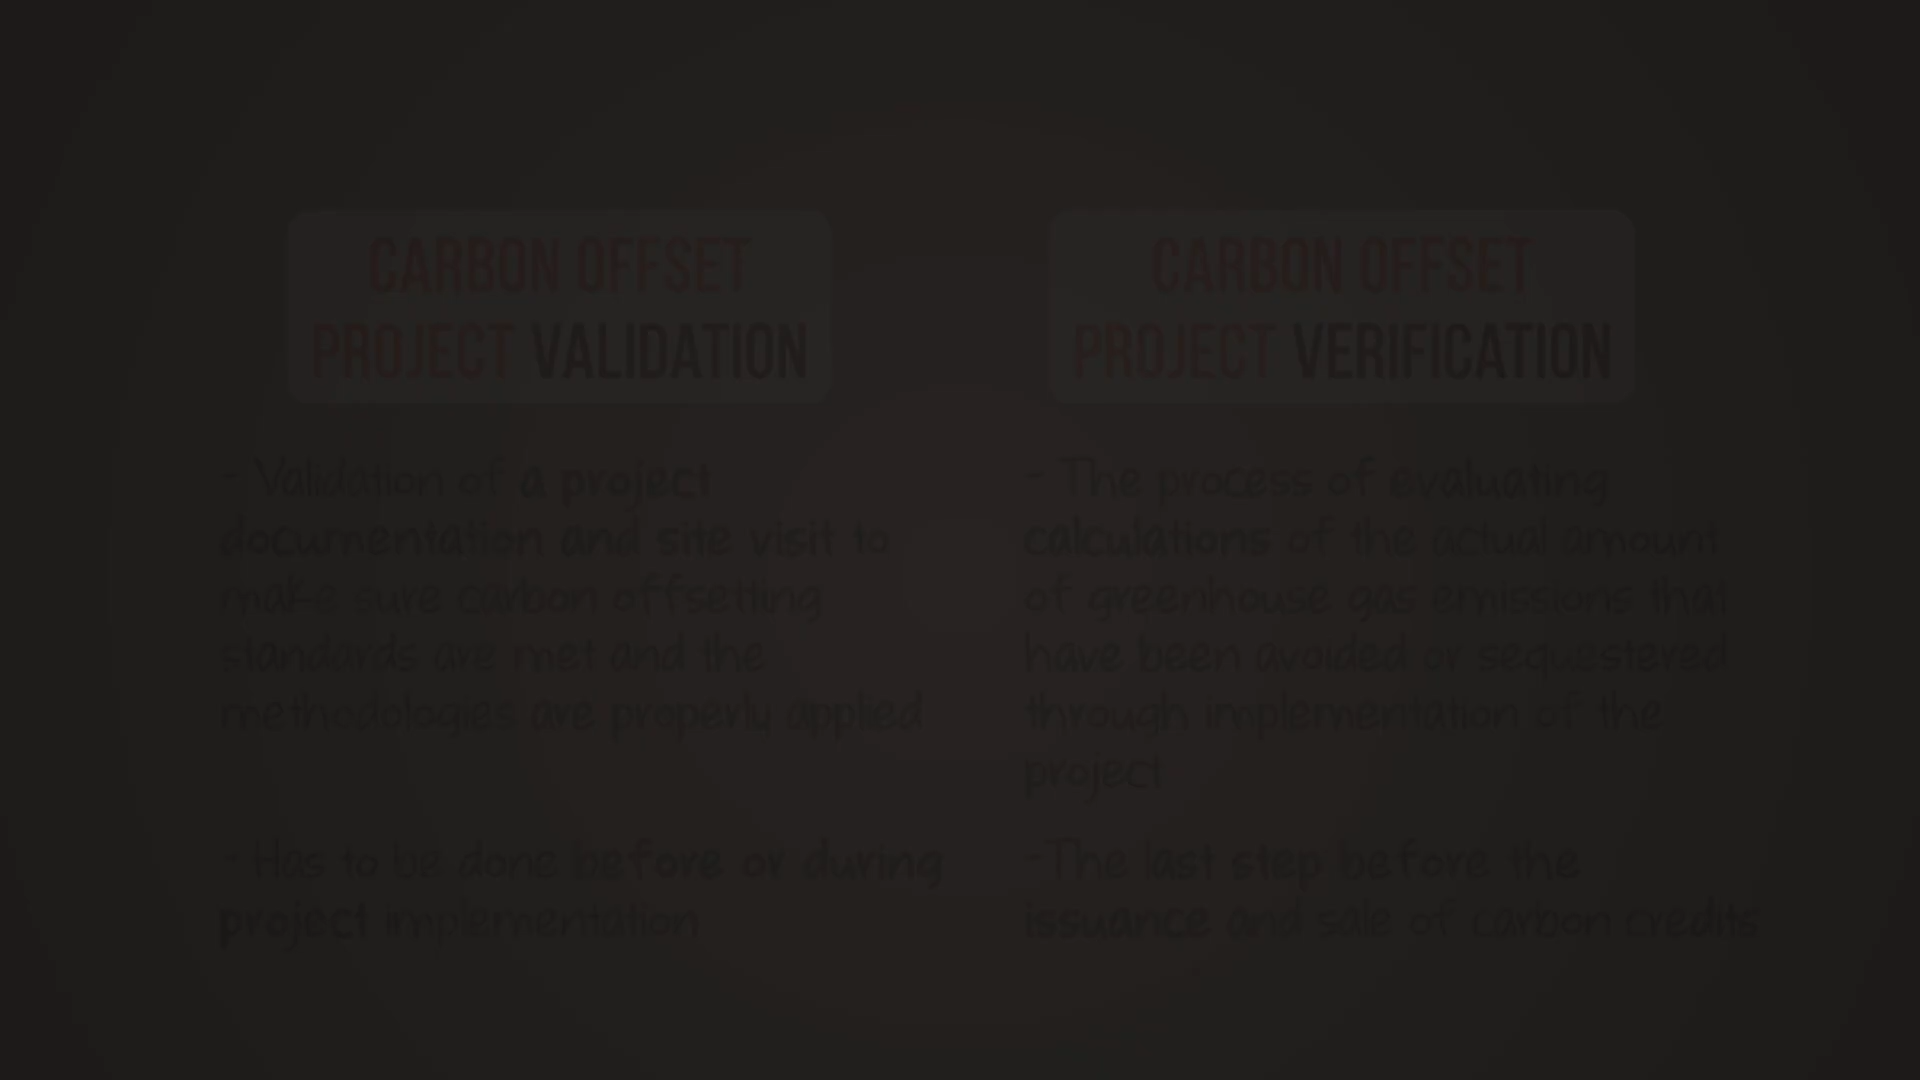 CARBON OFFSET
PROJECT VALIDATION
- Validation of a project
documentation and site visit to
make sure carbon offsetting
standards are met and the
methodologies are properly applied
- Has to be done before or during
project implementation
CARBON OFFSET
PROJECT VERIFICATION
- The process of evaluating
calculations of the actual amount
of greenhouse gas emissions that
have been avoided or sequestered
through implementation of the
project
-The last step before the
issuance and sale of carbon credits